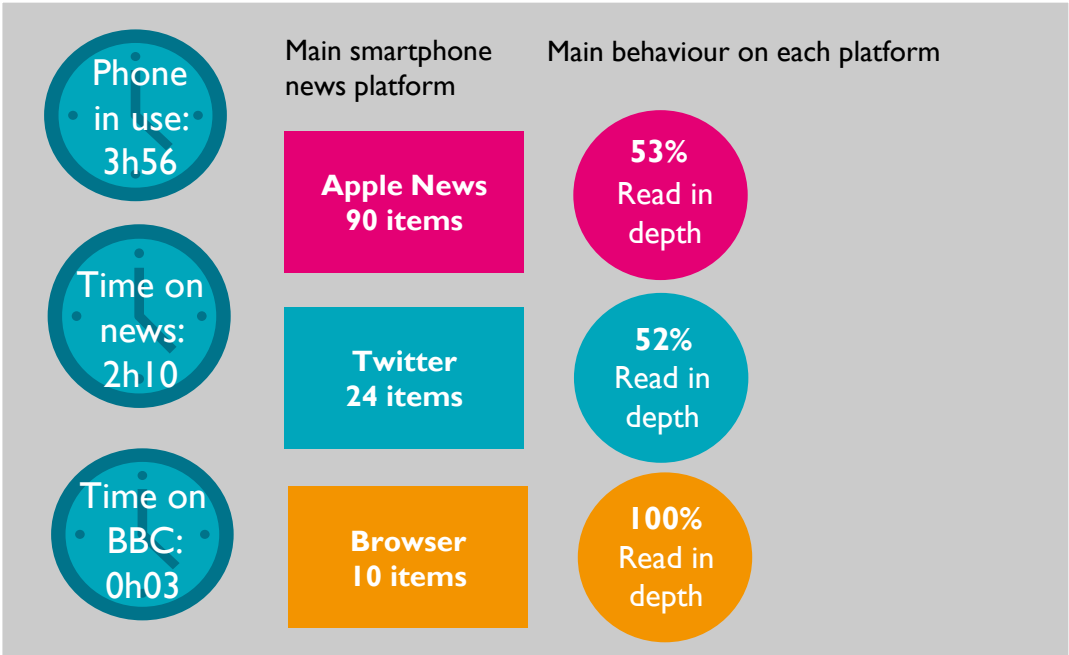 Phone
in use:
3h56
Time on
news:
2h10
Time on
BBC:
0h03
Main smartphone
news platform
Apple News
90 items
Twitter
24 items
Browser
10 items
Main behaviour on each platform
53%
Read in
depth
52%
Read in
depth
100%
Read in
depth